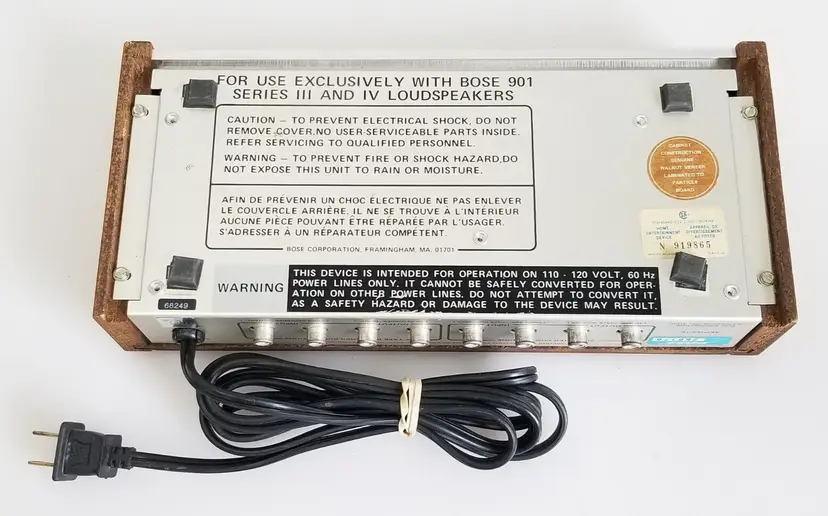 FOR USE EXCLUSIVELY WITH BOSE 901
SERIES III AND IV LOUDSPEAKERS
CAUTION – TO PREVENT ELECTRICAL SHOCK, DO NOT
REMOVE COVER.NO USER-SERVICEABLE PARTS INSIDE.
REFER SERVICING TO QUALIFIED PERSONNEL.
WARNING – TO PREVENT FIRE OR SHOCK HAZARD,DO
NOT EXPOSE THIS UNIT TO RAIN OR MOISTURE.
AFIN DE PRÉVENIR UN CHOC ÉLECTRIQUE NE PAS ENLEVER
LE COUVERCLE ARRIÈRE. IL NE SE TROUVE À L'INTÉRIEUR
AUCUNE PIÈCE POUVANT ÊTRE RÉPARÉE PAR L'USAGER.
S'ADRESSER À UN RÉPARATEUR COMPÉTENT.
BOSE CORPORATION, FRAMINGHAM, MA. 01701
CABINET
CONSTRUCTION
GENUINE
WALNUT VENEER
LAMINATED TO
PARTICLE
BOARD
HOME
ENTERTAINMENT
DEVICE
APPAREIL DE
DIVERTISSEMENT
AU FOYER
N 919865
WARNING
THIS DEVICE IS INTENDED FOR OPERATION ON 110 - 120 VOLT, 60 Hz
POWER LINES ONLY. IT CANNOT BE SAFELY CONVERTED FOR OPER-
ATION ON OTHER POWER LINES. DO NOT ATTEMPT TO CONVERT IT,
AS A SAFETY HAZARD OR DAMAGE TO THE DEVICE MAY RESULT.
68249